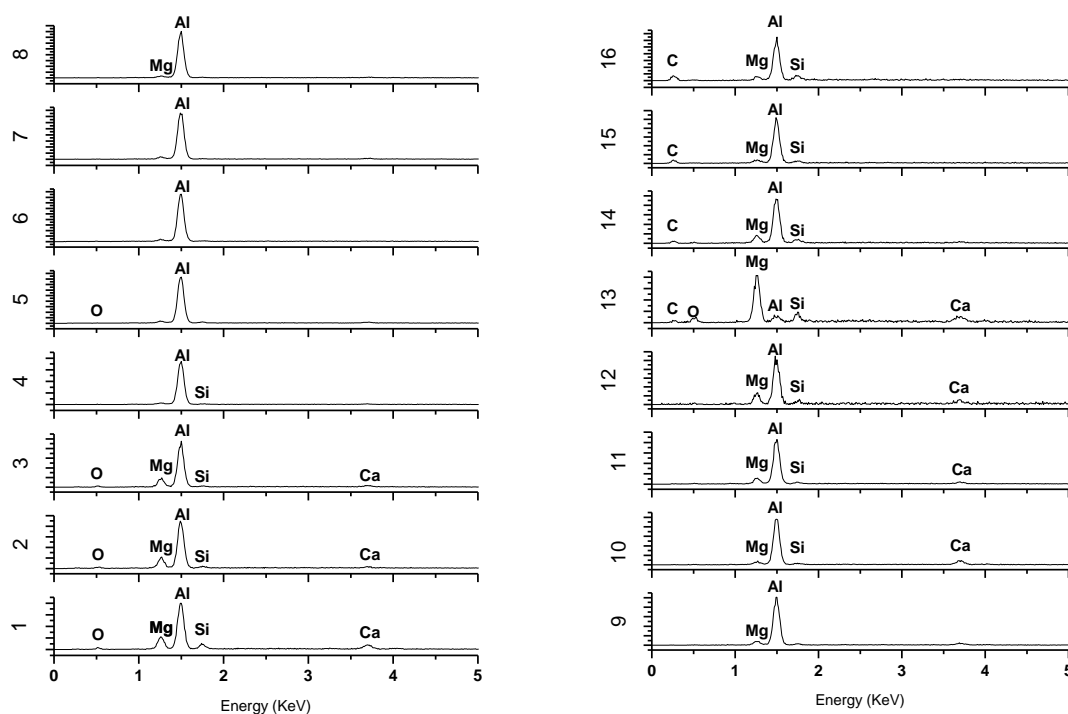 8
Mg
Al
7
Al
6
Al
5
O
Al
4
Al
Si
3
O
Mg
Al
Si
Ca
2
O
Mg
Al
Si
Ca
1
O
Mg
Al
Si
Ca
0 1 2 3 4 5
Energy (KeV)
16
C
Mg
Al
Si
15
C
Mg
Al
Si
14
C
Mg
Al
Si
13
C
O
Mg
Al
Si
Ca
12
Mg
Al
Si
Ca
11
Mg
Al
Si
Ca
10
Mg
Al
Si
Ca
9
Mg
Al
0 1 2 3 4 5
Energy (KeV)